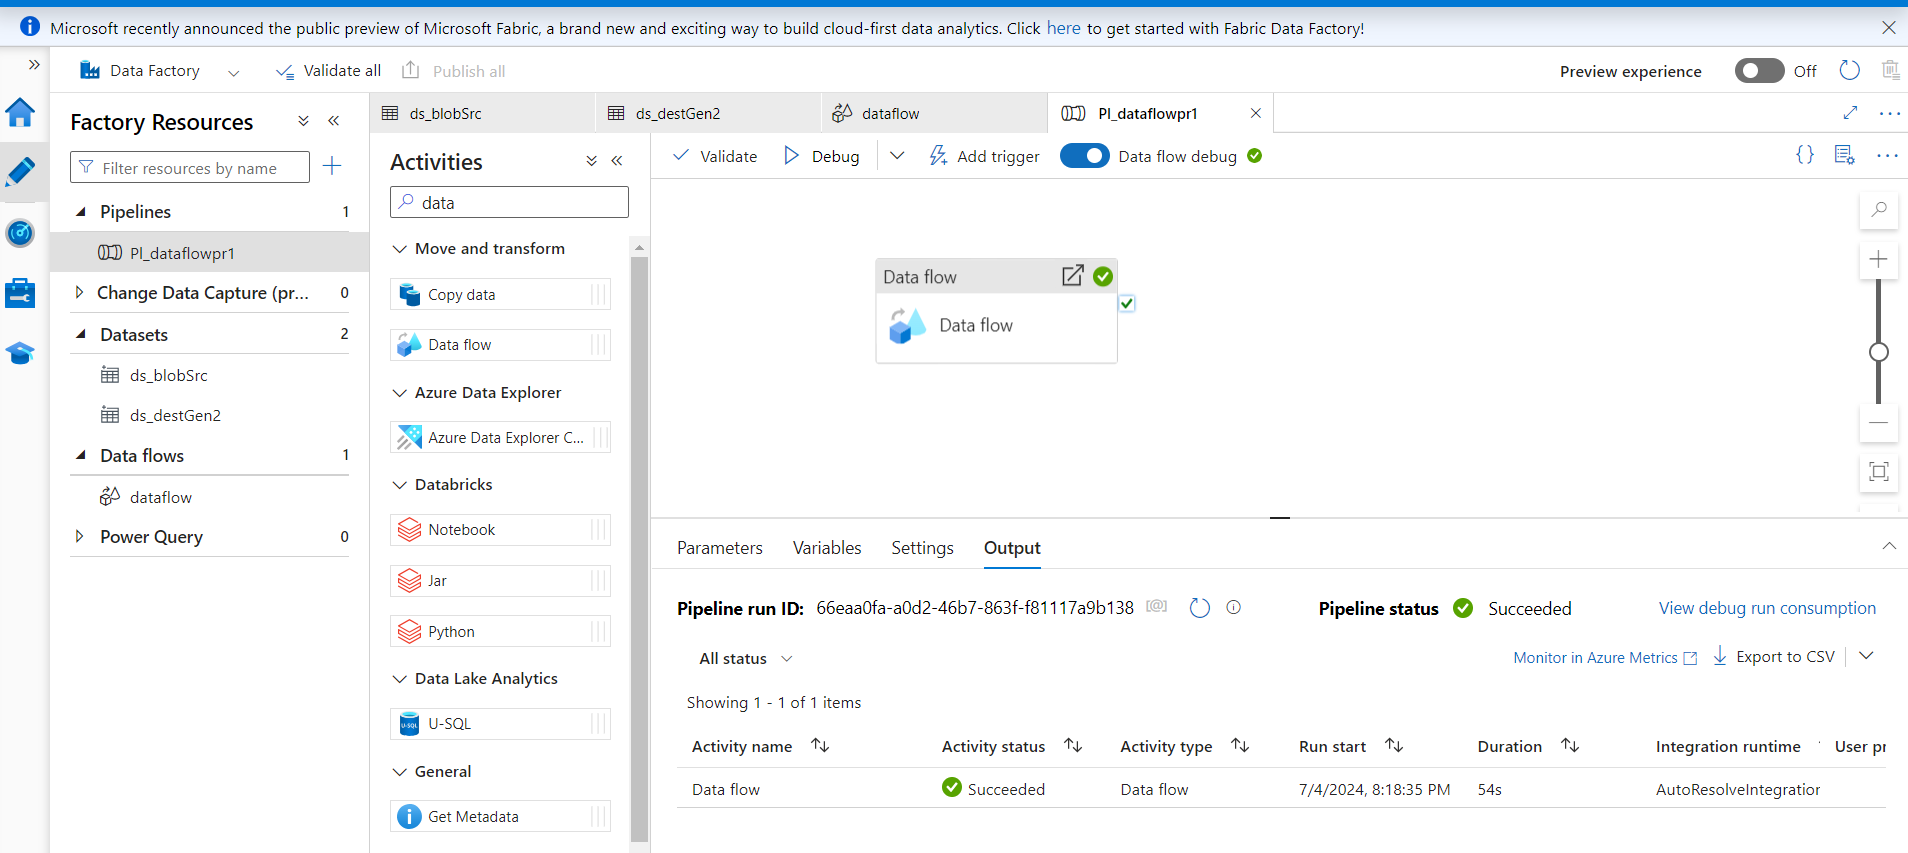 Microsoft recently announced the public preview of Microsoft Fabric, a brand new and exciting way to build cloud-first data analytics. Click here to get started with Fabric Data Factory!
Data Factory
Validate all
Publish all
Preview experience
Off
Factory Resources
Filter resources by name
Pipelines 1
Pl_dataflowpr1
Change Data Capture (pr... 0
Datasets 2
ds_blobSrc
ds_destGen2
Data flows 1
dataflow
Power Query 0
ds_blobSrc
ds_destGen2
dataflow
Pl_dataflowpr1
Activities
data
Move and transform
Copy data
Data flow
Azure Data Explorer
Azure Data Explorer C...
Databricks
Notebook
Jar
Python
Data Lake Analytics
U-SQL
U-SQL
General
Get Metadata
Validate
Debug
Add trigger
Data flow debug
Data flow
Data flow
Parameters
Variables
Settings
Output
Pipeline run ID: 66eaa0fa-a0d2-46b7-863f-f81117a9b138 [@]
Pipeline status Succeeded
View debug run consumption
All status
Monitor in Azure Metrics
Export to CSV
Showing 1 - 1 of 1 items
Activity name Activity status Activity type Run start Duration Integration runtime User pr
Data flow Succeeded Data flow 7/4/2024, 8:18:35 PM 54s AutoResolveIntegration